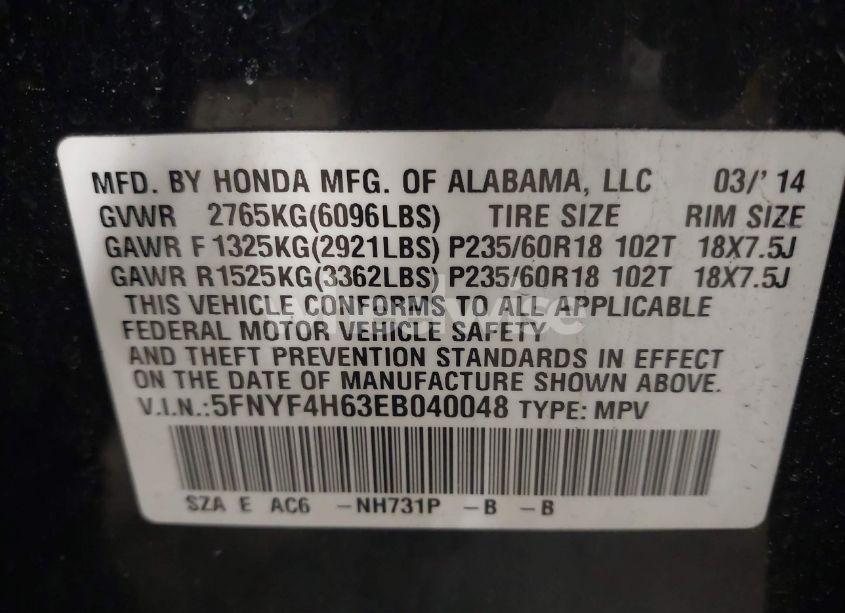 MFD. BY HONDA MFG. OF ALABAMA, LLC 03/' 14
GVWR 2765KG(6096LBS) TIRE SIZE RIM SIZE
GAWR F 1325KG(2921LBS) P235/60R18 102T 18X7.5J
GAWR R1525KG(3362LBS) P235/60R18 102T 18X7.5J
THIS VEHICLE CONFORMS TO ALL APPLICABLE
FEDERAL MOTOR VEHICLE SAFETY
AND THEFT PREVENTION STANDARDS IN EFFECT
ON THE DATE OF MANUFACTURE SHOWN ABOVE.
V.I.N.:5FNYF4H63EB040048 TYPE: MPV
SZA E AC6 -NH731P -B -B